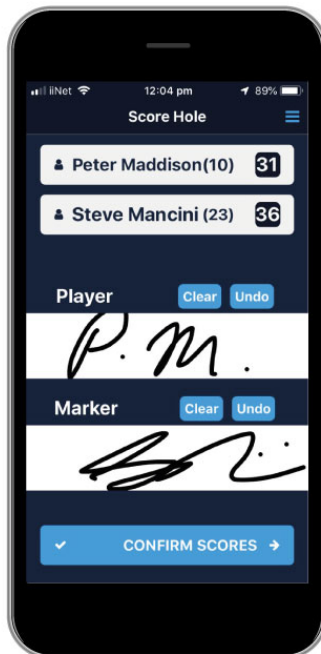 iiNet 12:04 pm 89%
Score Hole
Peter Maddison(10) 31
Steve Mancini (23) 36
Player Clear Undo
P. M.
Marker Clear Undo
CONFIRM SCORES